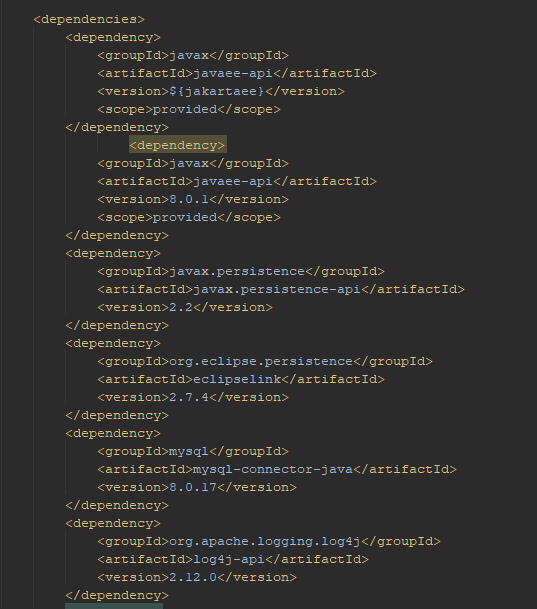 <dependencies>
<dependency>
<groupId>javax</groupId>
<artifactId>javaee-api</artifactId>
<version>${jakartaee}</version>
<scope>provided</scope>
</dependency>
<dependency>
<groupId>javax</groupId>
<artifactId>javaee-api</artifactId>
<version>8.0.1</version>
<scope>provided</scope>
</dependency>
<dependency>
<groupId>javax.persistence</groupId>
<artifactId>javax.persistence-api</artifactId>
<version>2.2</version>
</dependency>
<dependency>
<groupId>org.eclipse.persistence</groupId>
<artifactId>eclipselink</artifactId>
<version>2.7.4</version>
</dependency>
<dependency>
<groupId>mysql</groupId>
<artifactId>mysql-connector-java</artifactId>
<version>8.0.17</version>
</dependency>
<dependency>
<groupId>org.apache.logging.log4j</groupId>
<artifactId>log4j-api</artifactId>
<version>2.12.0</version>
</dependency>